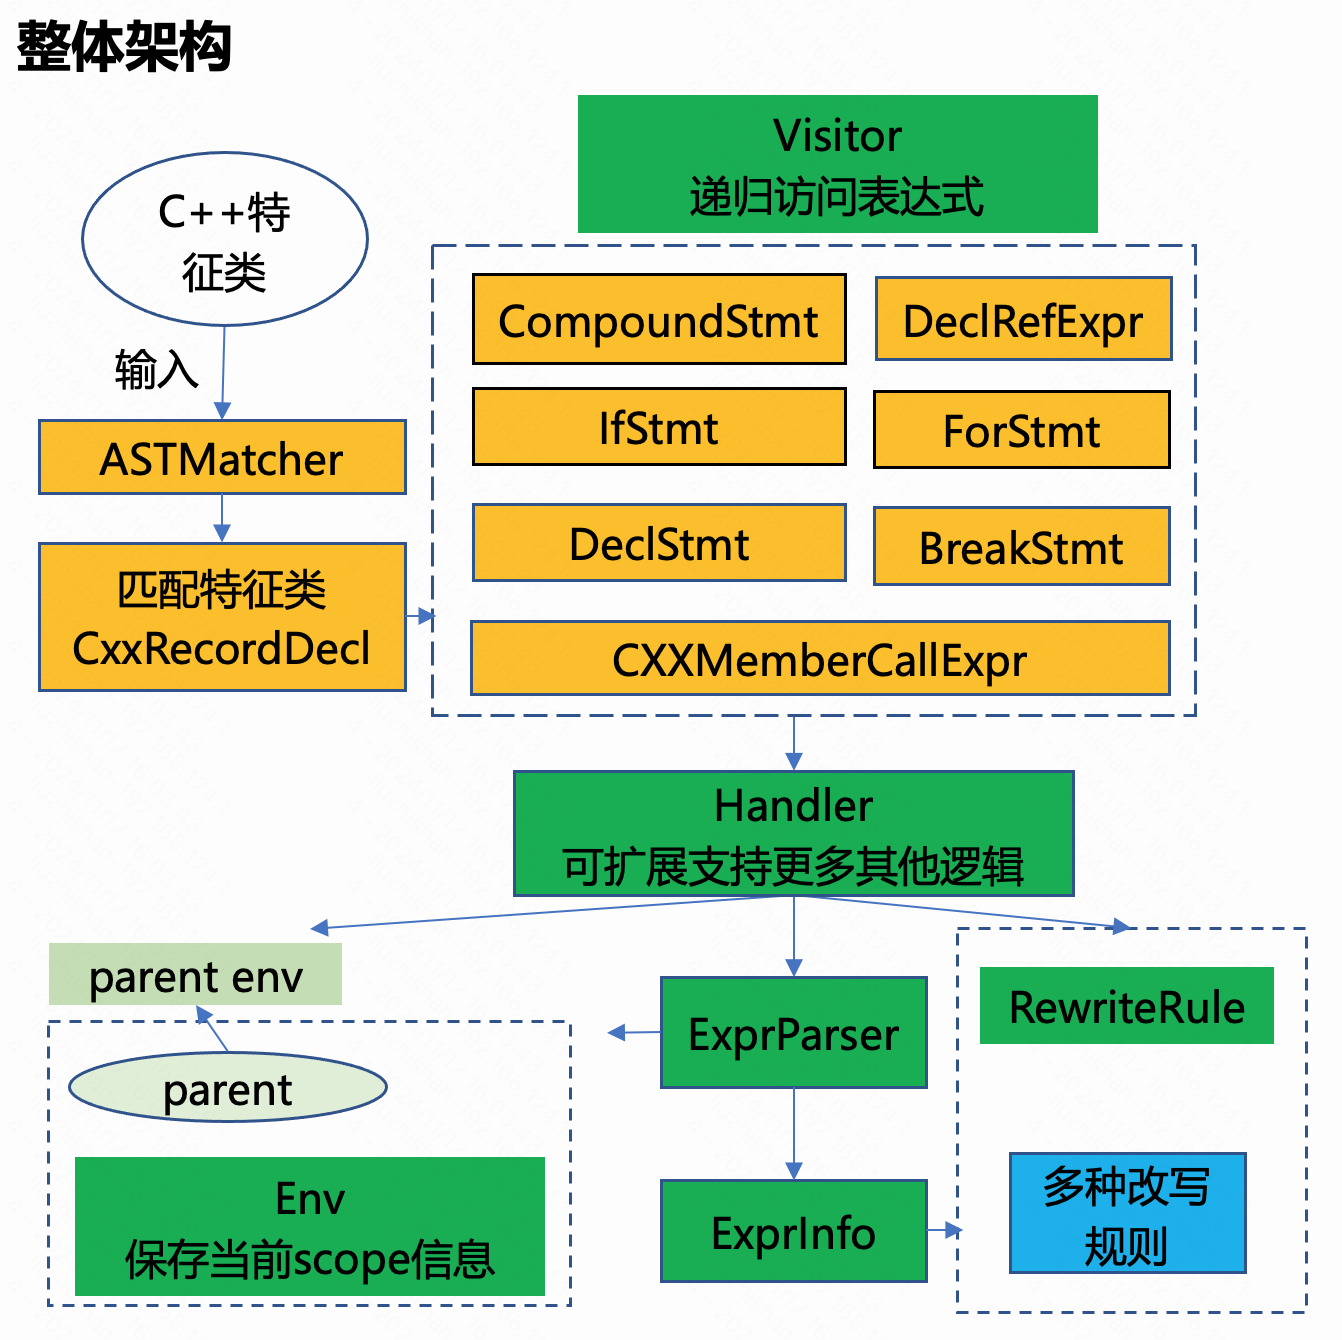 整体架构
Visitor
递归访问表达式
C++特
征类
输入
ASTMatcher
匹配特征类
CxxRecordDecl
CompoundStmt
DeclRefExpr
IfStmt
ForStmt
DeclStmt
BreakStmt
CXXMemberCallExpr
Handler
可扩展支持更多其他逻辑
parent env
parent
Env
保存当前scope信息
ExprParser
ExprInfo
RewriteRule
多种改写
规则